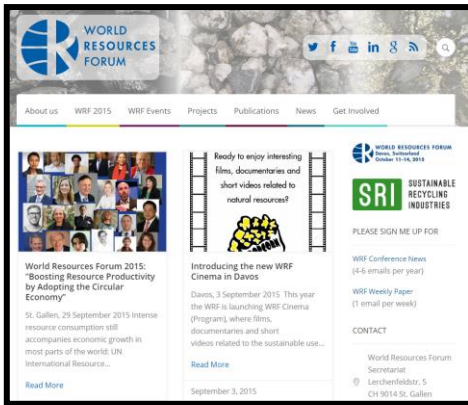 WORLD
RESOURCES
FORUM
About us
WRF 2015
WRF Events
Projects
Publications
News
Get Involved
World Resources Forum 2015:
"Boosting Resource Productivity
by Adopting the Circular
Economy"
St. Gallen, 29 September 2015 Intense
resource consumption still
accompanies economic growth in
most parts of the world: UN
International Resource...
Read More
Ready to enjoy interesting
films, documentaries and
short videos related to
natural resources?
Introducing the new WRF
Cinema in Davos
Davos, 3 September 2015 This year
the WRF is launching WRF Cinema
(Program), where films,
documentaries and short
videos related to the sustainable use...
Read More
September 3, 2015
WORLD RESOURCES FORUM
Davos, Switzerland
October 11-14, 2015
SRI
SUSTAINABLE
RECYCLING
INDUSTRIES
PLEASE SIGN ME UP FOR
WRF Conference News
(4-6 emails per year)
WRF Weekly Paper
(1 email per week)
CONTACT
World Resources Forum
Secretariat
Lerchenfeldstr. 5
CH 9014 St. Gallen